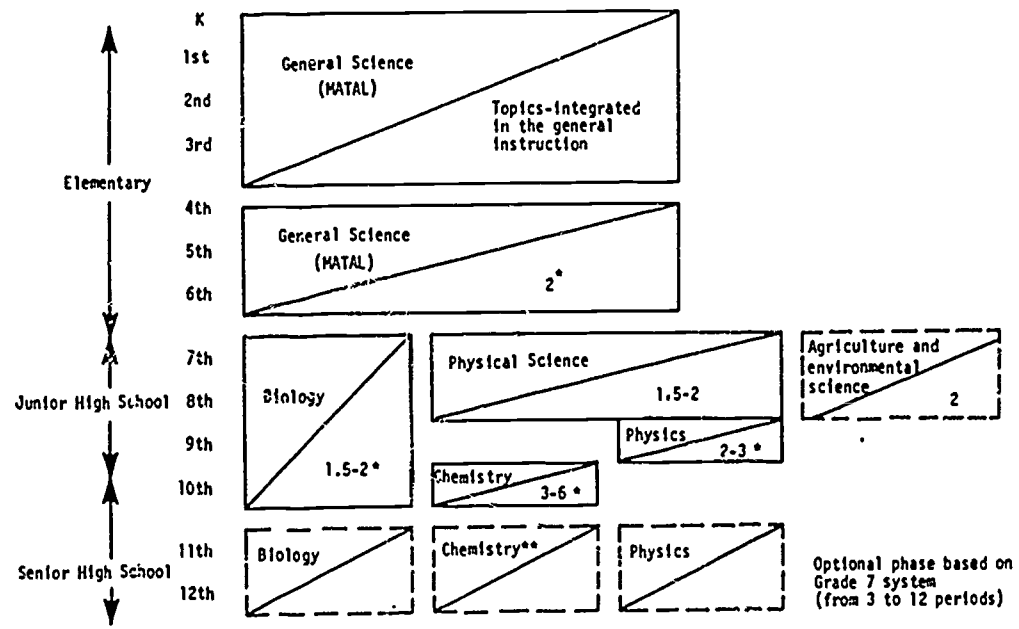 K
1st
General Science
(MATAL)
2nd
Topics-integrated
in the general
instruction
3rd
Elementary
4th
General Science
(MATAL)
5th
2*
6th
7th
Physical Science
Agriculture and
environmental
science
Biology
8th
1.5-2
2
Junior High School
9th
Physics
2-3 *
1.5-2*
Chemistry
10th
3-6 *
11th
Biology
Chemistry**
Physics
Senior High School
12th
Optional phase based on
Grade 7 system
(from 3 to 12 periods)